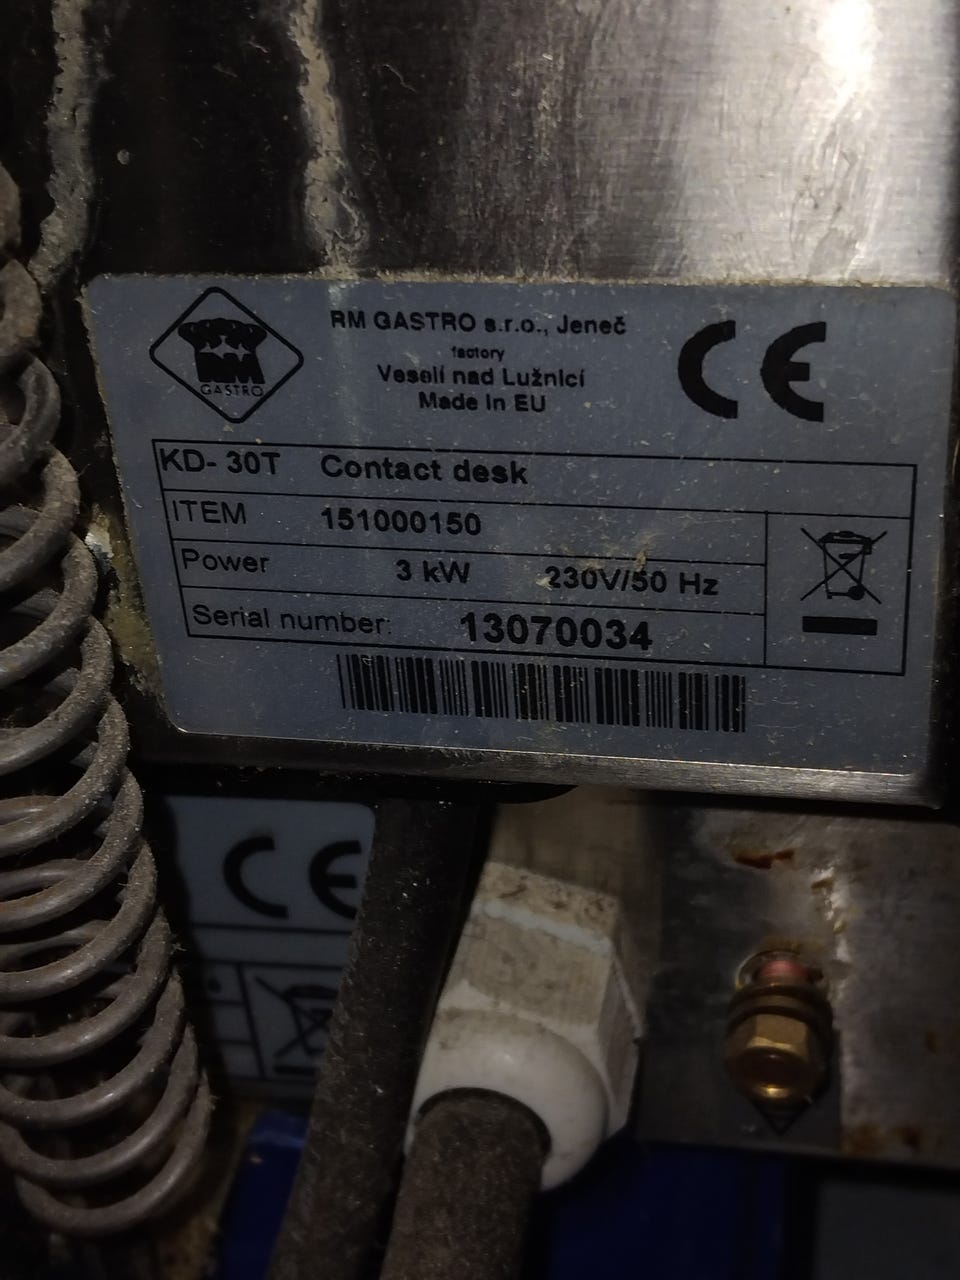 RM
GASTRO
RM GASTRO s.r.o., Jeneč
factory
Veselí nad Lužnicí
Made in EU
CE
KD- 30T Contact desk
ITEM 151000150
Power 3 kW 230V/50 Hz
Serial number: 13070034
CE